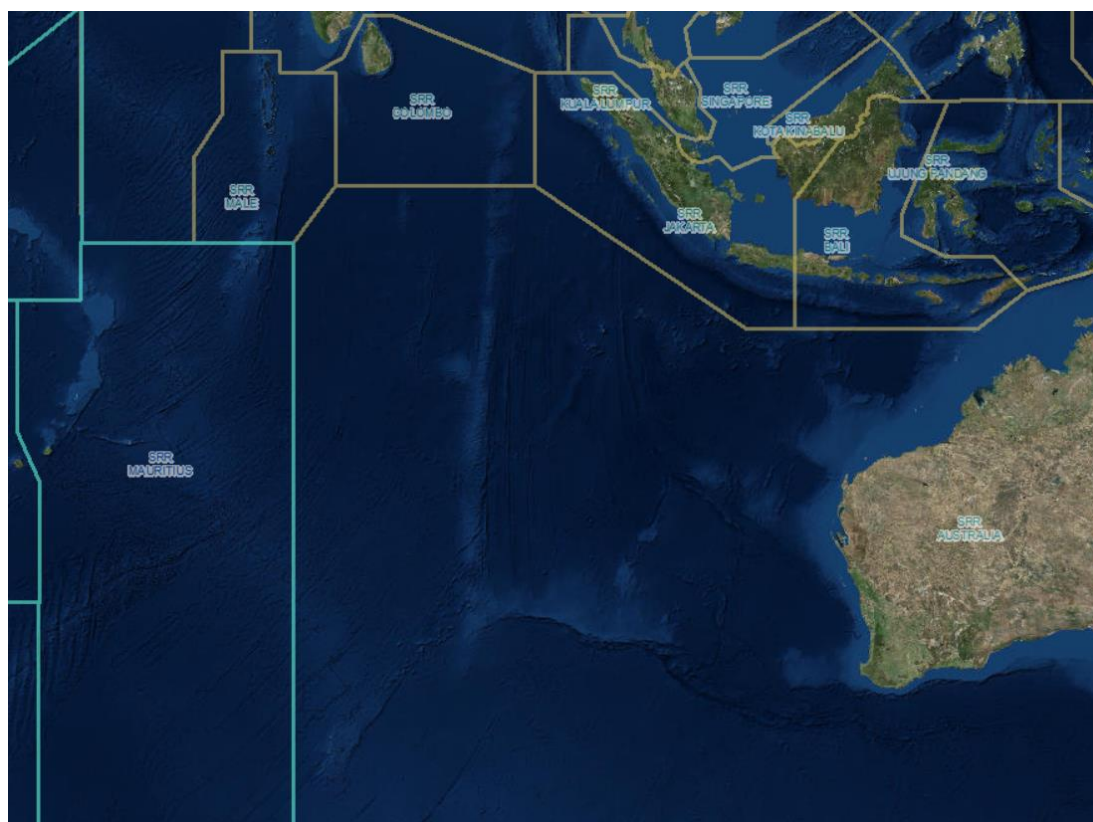 SRR
COLOMBO
SRR
KUALA LUMPUR
SRR
SINGAPORE
SRR
KOTA KINABALU
SRR
UJUNG PANDANG
SRR
MALE
SRR
JAKARTA
SRR
BALI
SRR
MAURITIUS
SRR
AUSTRALIA